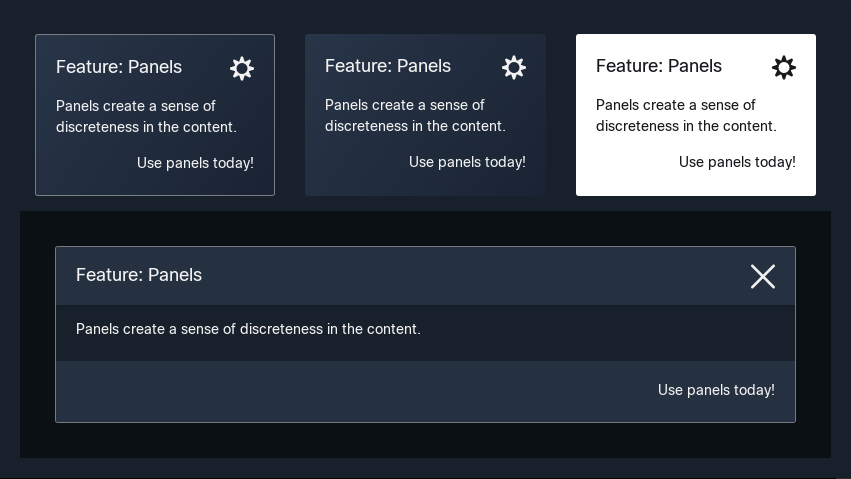 Feature: Panels
Panels create a sense of
discreteness in the content.
Use panels today!
Feature: Panels
Panels create a sense of
discreteness in the content.
Use panels today!
Feature: Panels
Panels create a sense of
discreteness in the content.
Use panels today!
Feature: Panels
Panels create a sense of discreteness in the content.
Use panels today!